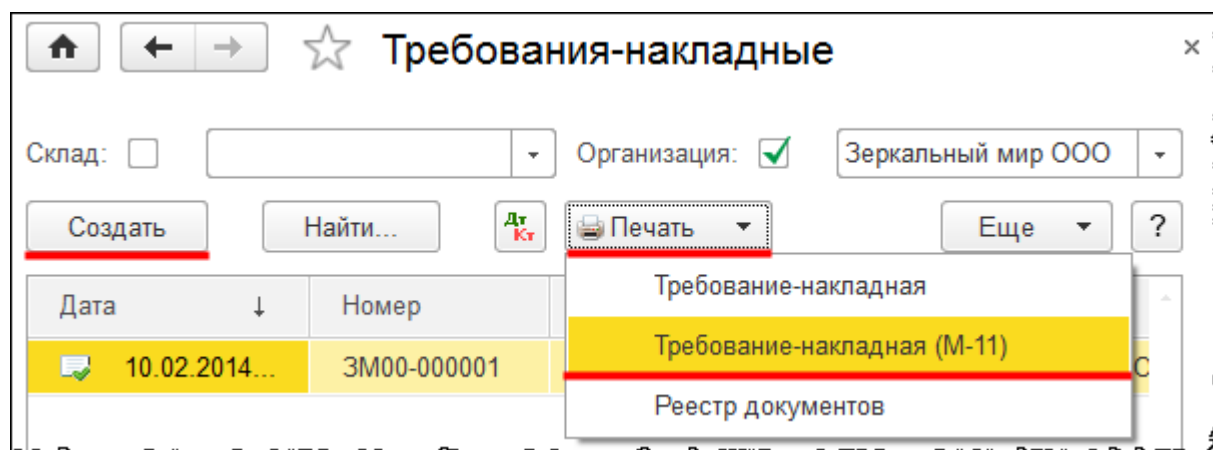 Требования-накладные
Склад: Организация: Зеркальный мир ООО
Создать Найти... Дт Кт Печать Еще ?
Дата ↓ Номер
Требование-накладная
Требование-накладная (М-11)
10.02.2014... ЗМ00-000001
Реестр документов